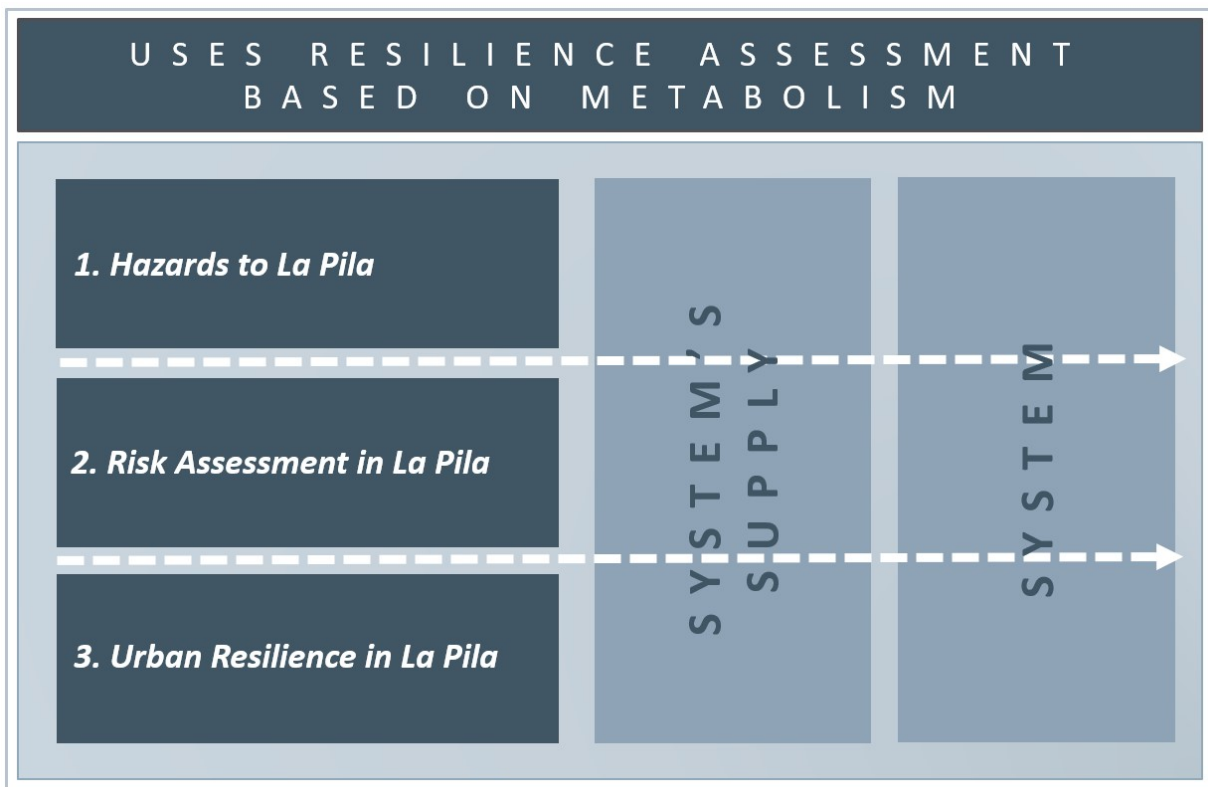 USES RESILIENCE ASSESSMENT
BASED ON METABOLISM
1. Hazards to La Pila
2. Risk Assessment in La Pila
3. Urban Resilience in La Pila
SYSTEM'S
SUPPLY
SYSTEM